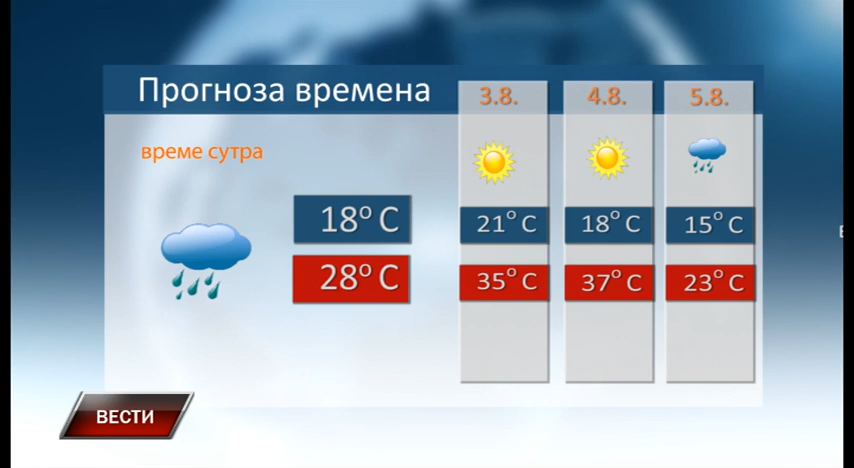 Прогноза времена
време сутра
18° C
28° C
3.8.
21° C
35° C
4.8.
18° C
37° C
5.8.
15° C
23° C
ВЕСТИ